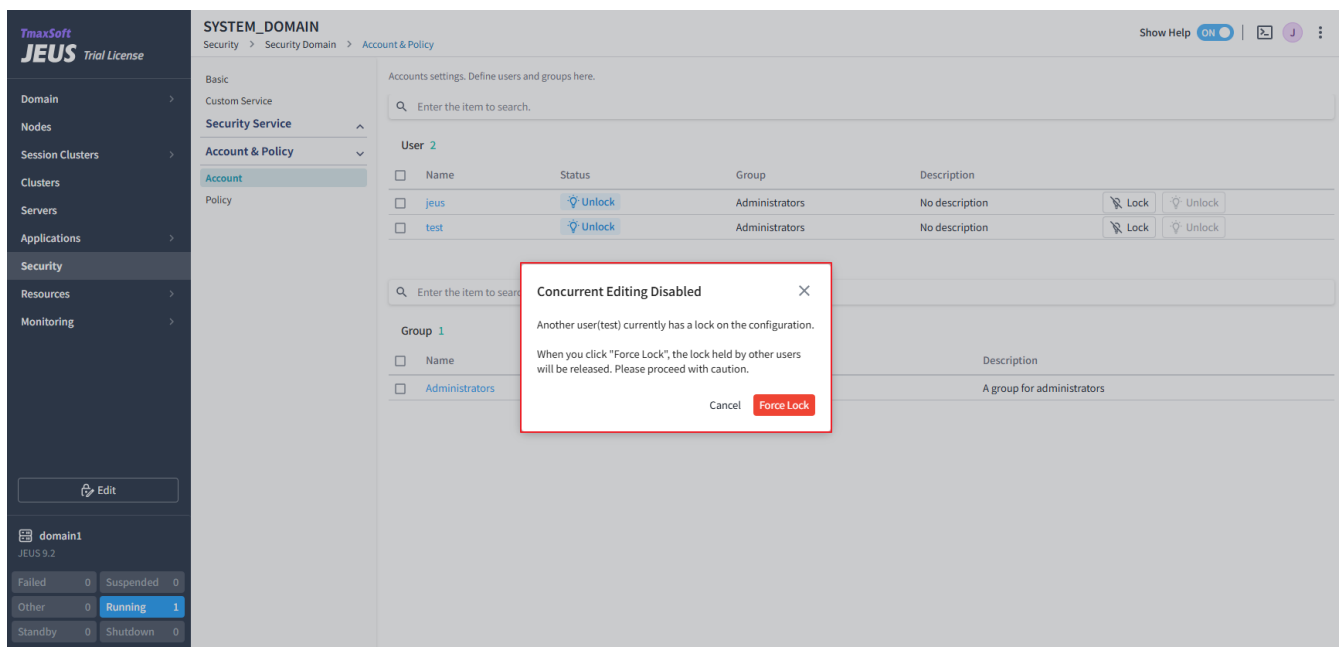 TmaxSoft
JEUS Trial License
Domain
Nodes
Session Clusters
Clusters
Servers
Applications
Security
Resources
Monitoring
Edit
domain1
JEUS 9.2
Failed 0 Suspended 0
Other 0 Running 1
Standby 0 Shutdown 0
SYSTEM_DOMAIN
Security > Security Domain > Account & Policy
Show Help ON J
Basic
Custom Service
Security Service
Account & Policy
Account
Policy
Accounts settings. Define users and groups here.
Enter the item to search.
User 2
Name Status Group Description
jeus Unlock Administrators No description Lock Unlock
test Unlock Administrators No description Lock Unlock
Enter the item to searc
Group 1
Name Description
Administrators A group for administrators
Concurrent Editing Disabled
Another user(test) currently has a lock on the configuration.
When you click "Force Lock", the lock held by other users
will be released. Please proceed with caution.
Cancel Force Lock